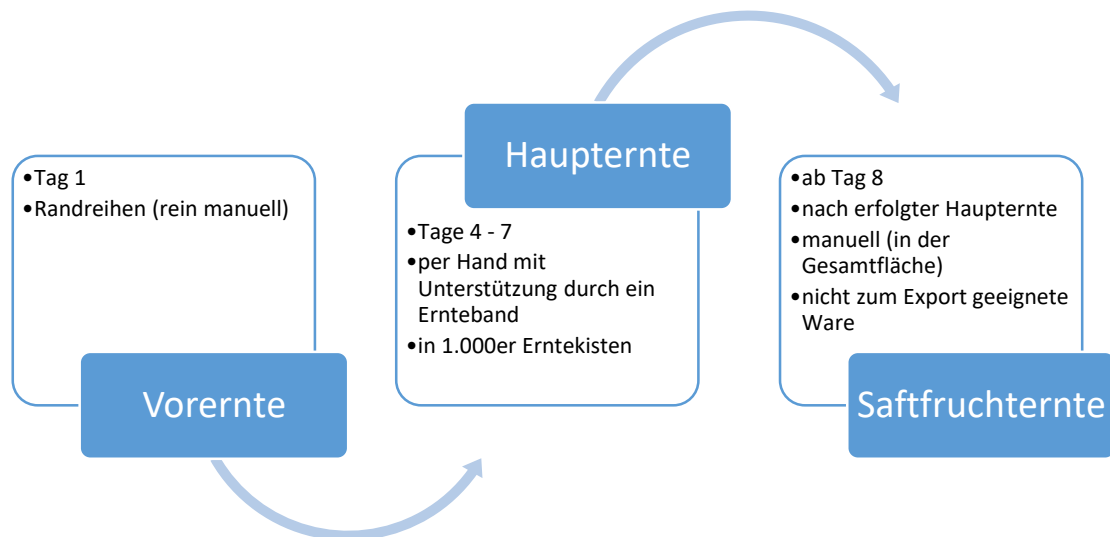 •Tag 1
•Randreihen (rein manuell)
Vorernte
Haupternte
•Tage 4 - 7
•per Hand mit
Unterstützung durch ein
Ernteband
•in 1.000er Erntekisten
•ab Tag 8
•nach erfolgter Haupternte
•manuell (in der
Gesamtfläche)
•nicht zum Export geeignete
Ware
Saftfruchternte